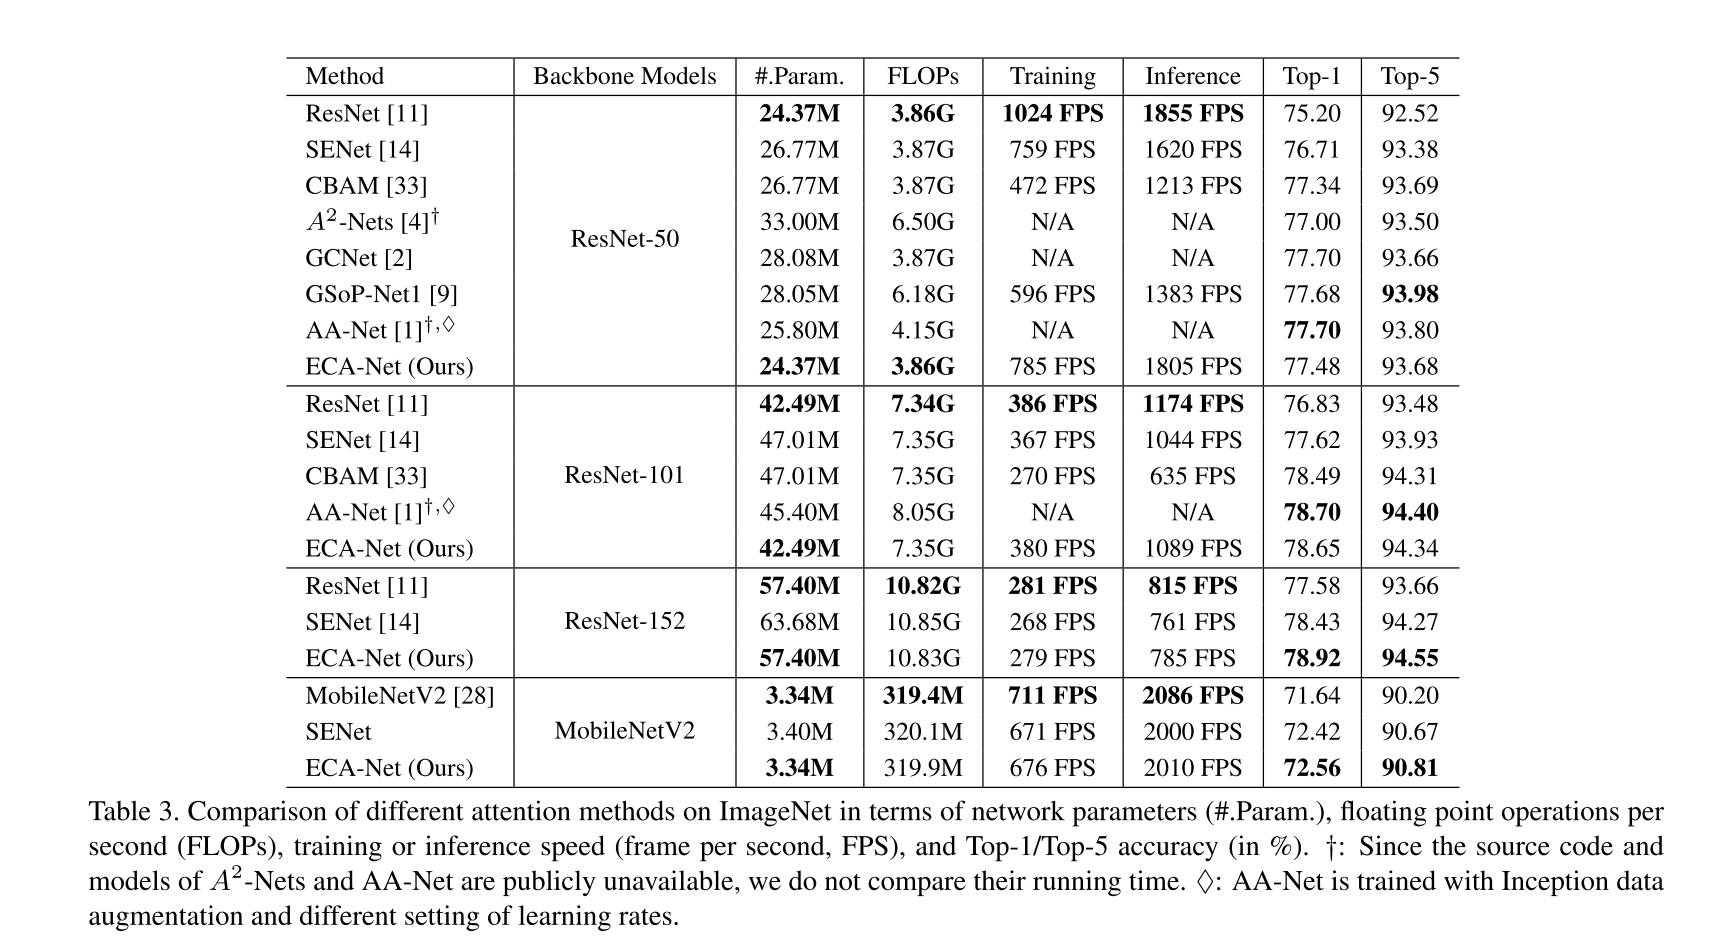 Method Backbone Models #.Param. FLOPs Training Inference Top-1 Top-5
ResNet [11] 24.37M 3.86G 1024 FPS 1855 FPS 75.20 92.52
SENet [14] 26.77M 3.87G 759 FPS 1620 FPS 76.71 93.38
CBAM [33] 26.77M 3.87G 472 FPS 1213 FPS 77.34 93.69
A²-Nets [4]† 33.00M 6.50G N/A N/A 77.00 93.50
ResNet-50
GCNet [2] 28.08M 3.87G N/A N/A 77.70 93.66
GSoP-Net1 [9] 28.05M 6.18G 596 FPS 1383 FPS 77.68 93.98
AA-Net [1]†,♢ 25.80M 4.15G N/A N/A 77.70 93.80
ECA-Net (Ours) 24.37M 3.86G 785 FPS 1805 FPS 77.48 93.68
ResNet [11] 42.49M 7.34G 386 FPS 1174 FPS 76.83 93.48
SENet [14] 47.01M 7.35G 367 FPS 1044 FPS 77.62 93.93
CBAM [33] ResNet-101 47.01M 7.35G 270 FPS 635 FPS 78.49 94.31
AA-Net [1]†,♢ 45.40M 8.05G N/A N/A 78.70 94.40
ECA-Net (Ours) 42.49M 7.35G 380 FPS 1089 FPS 78.65 94.34
ResNet [11] 57.40M 10.82G 281 FPS 815 FPS 77.58 93.66
SENet [14] ResNet-152 63.68M 10.85G 268 FPS 761 FPS 78.43 94.27
ECA-Net (Ours) 57.40M 10.83G 279 FPS 785 FPS 78.92 94.55
MobileNetV2 [28] 3.34M 319.4M 711 FPS 2086 FPS 71.64 90.20
SENet MobileNetV2 3.40M 320.1M 671 FPS 2000 FPS 72.42 90.67
ECA-Net (Ours) 3.34M 319.9M 676 FPS 2010 FPS 72.56 90.81
Table 3. Comparison of different attention methods on ImageNet in terms of network parameters (#.Param.), floating point operations per
second (FLOPs), training or inference speed (frame per second, FPS), and Top-1/Top-5 accuracy (in %). †: Since the source code and
models of A²-Nets and AA-Net are publicly unavailable, we do not compare their running time. ♢: AA-Net is trained with Inception data
augmentation and different setting of learning rates.